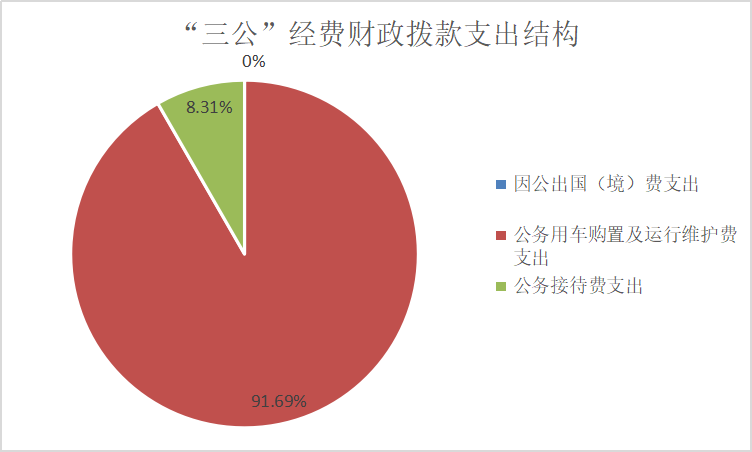 “三公”经费财政拨款支出结构
0%
8.31%
91.69%
因公出国（境）费支出
公务用车购置及运行维护费
支出
公务接待费支出